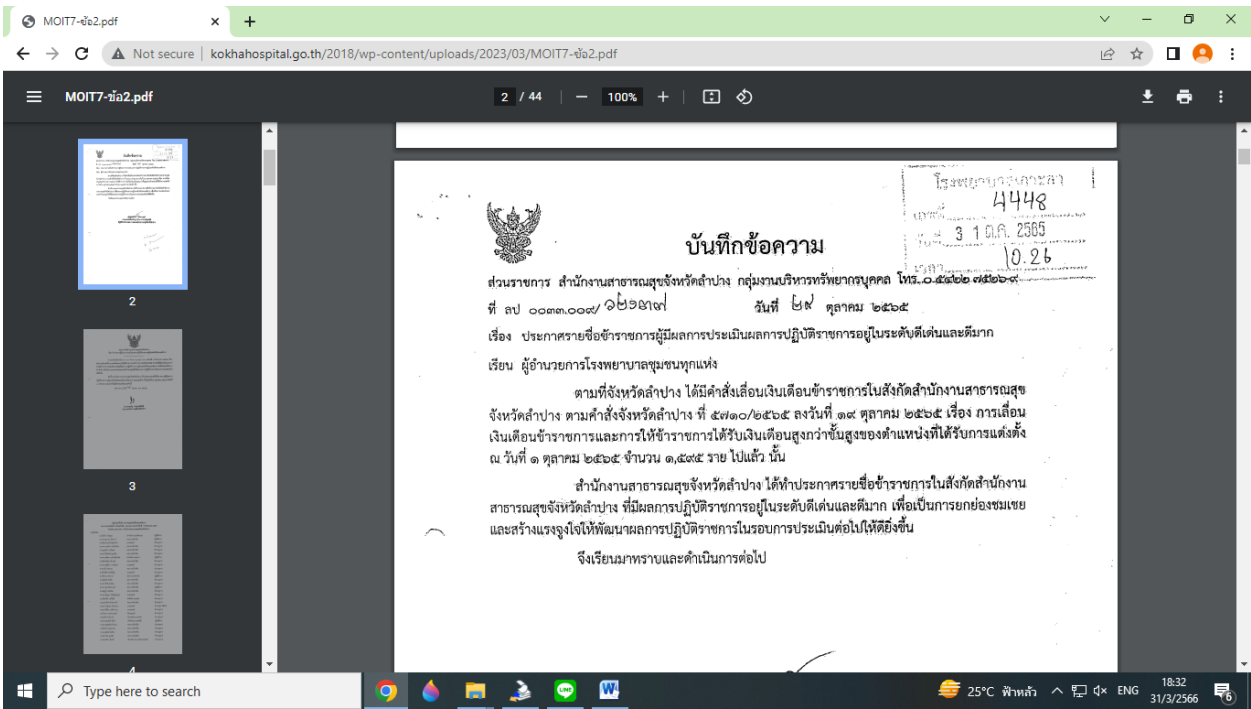 MOIT7-ข้อ2.pdf
Not secure | kokhahospital.go.th/2018/wp-content/uploads/2023/03/MOIT7-ข้อ2.pdf
MOIT7-ข้อ2.pdf
2 / 44
100%
โรงพยาบาลเกาะคา
4448
วันที่ 3 1 ต.ค. 2565
10.26
บันทึกข้อความ
ส่วนราชการ สำนักงานสาธารณสุขจังหวัดลำปาง กลุ่มงานบริหารทรัพยากรบุคคล โทร. ๐ ๕๔๒๒ ๗๕๒๖-๙
ที่ ลป ๐๐๓๓.๐๐๙/ วันที่ ๒๙ ตุลาคม ๒๕๖๕
เรื่อง ประกาศรายชื่อข้าราชการผู้มีผลการประเมินผลการปฏิบัติราชการอยู่ในระดับดีเด่นและดีมาก
เรียน ผู้อำนวยการโรงพยาบาลชุมชนทุกแห่ง
ตามที่จังหวัดลำปาง ได้มีคำสั่งเลื่อนเงินเดือนข้าราชการในสังกัดสำนักงานสาธารณสุข
จังหวัดลำปาง ตามคำสั่งจังหวัดลำปาง ที่ ๕๗๑๐/๒๕๖๕ ลงวันที่ ๑๙ ตุลาคม ๒๕๖๕ เรื่อง การเลื่อน
เงินเดือนข้าราชการและการให้ข้าราชการได้รับเงินเดือนสูงกว่าขั้นสูงของตำแหน่งที่ได้รับการแต่งตั้ง
ณ วันที่ ๑ ตุลาคม ๒๕๖๕ จำนวน ๑,๕๙๕ ราย ไปแล้ว นั้น
สำนักงานสาธารณสุขจังหวัดลำปาง ได้ทำประกาศรายชื่อข้าราชการในสังกัดสำนักงาน
สาธารณสุขจังหวัดลำปาง ที่มีผลการปฏิบัติราชการอยู่ในระดับดีเด่นและดีมาก เพื่อเป็นการยกย่องชมเชย
และสร้างแรงจูงใจให้พัฒนาผลการปฏิบัติราชการในรอบการประเมินต่อไปให้ดียิ่งขึ้น
จึงเรียนมาทราบและดำเนินการต่อไป
2
3
4
Type here to search
25°C ฟ้าหลัว
ENG
18:32
31/3/2566
6